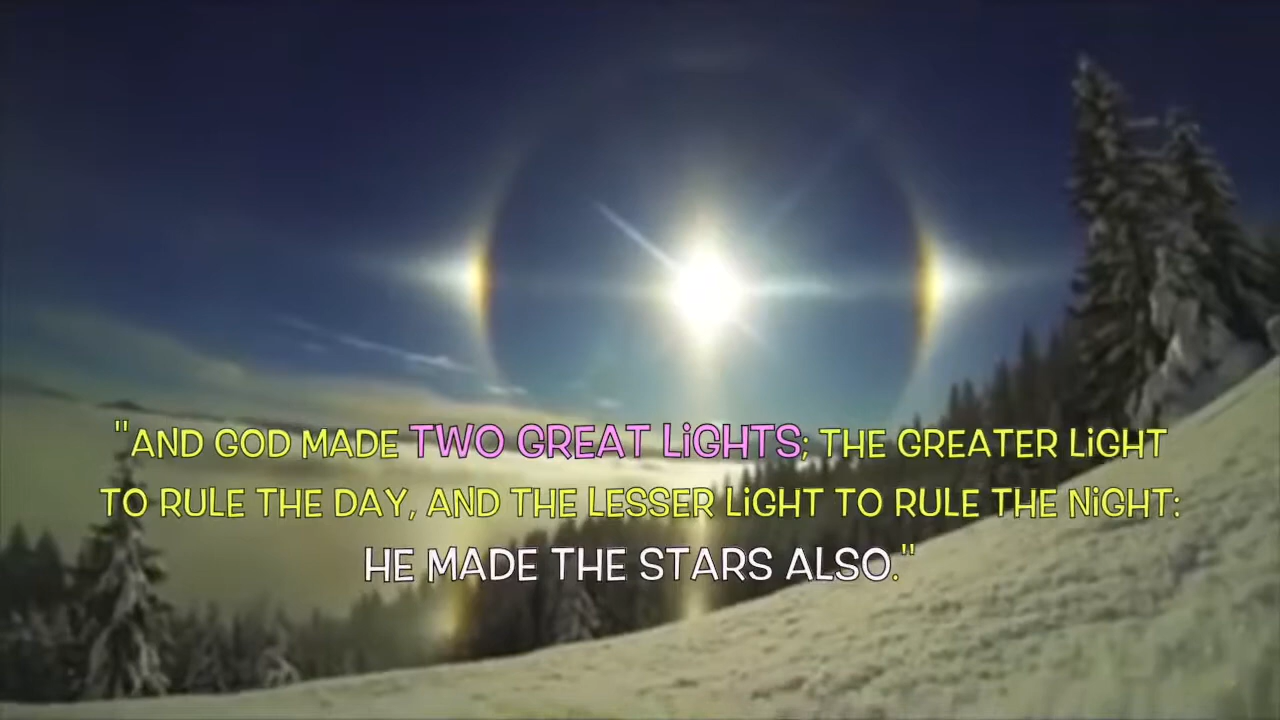 "AND GOD MADE TWO GREAT LiGHTS; THE GREATER LiGHT
TO RULE THE DAY, AND THE LESSER LiGHT TO RULE THE NiGHT:
HE MADE THE STARS ALSO."